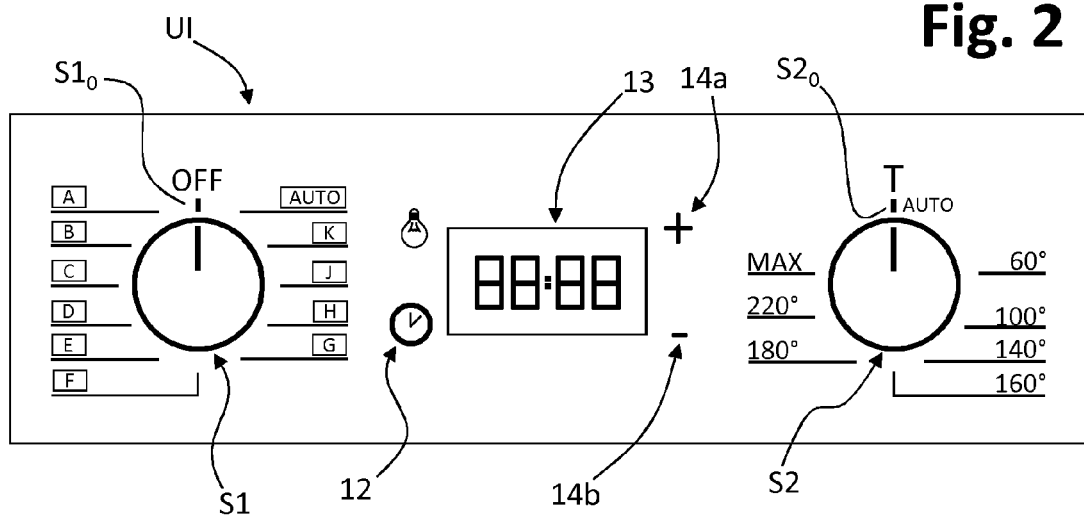 Fig. 2
UI
S1₀
13
14a
S2₀
OFF
T
A
AUTO
AUTO
B
K
+
C
J
MAX
60°
88:88
D
H
220°
100°
E
G
-
180°
140°
F
160°
S1
12
14b
S2